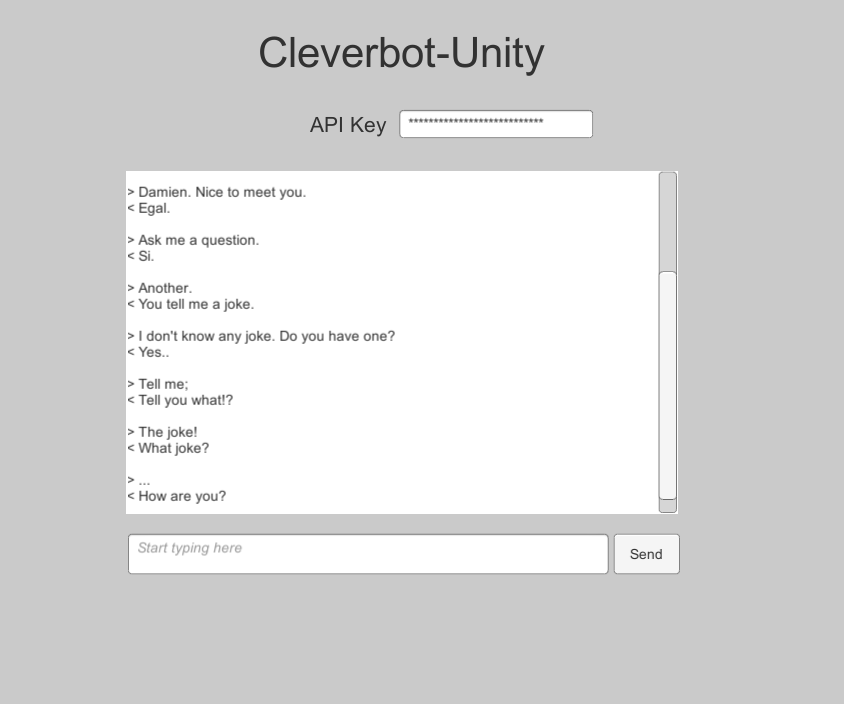 Cleverbot-Unity
API Key ***************************
> Damien. Nice to meet you.
< Egal.
> Ask me a question.
< Si.
> Another.
< You tell me a joke.
> I don't know any joke. Do you have one?
< Yes..
> Tell me;
< Tell you what!?
> The joke!
< What joke?
> ...
< How are you?
Start typing here
Send